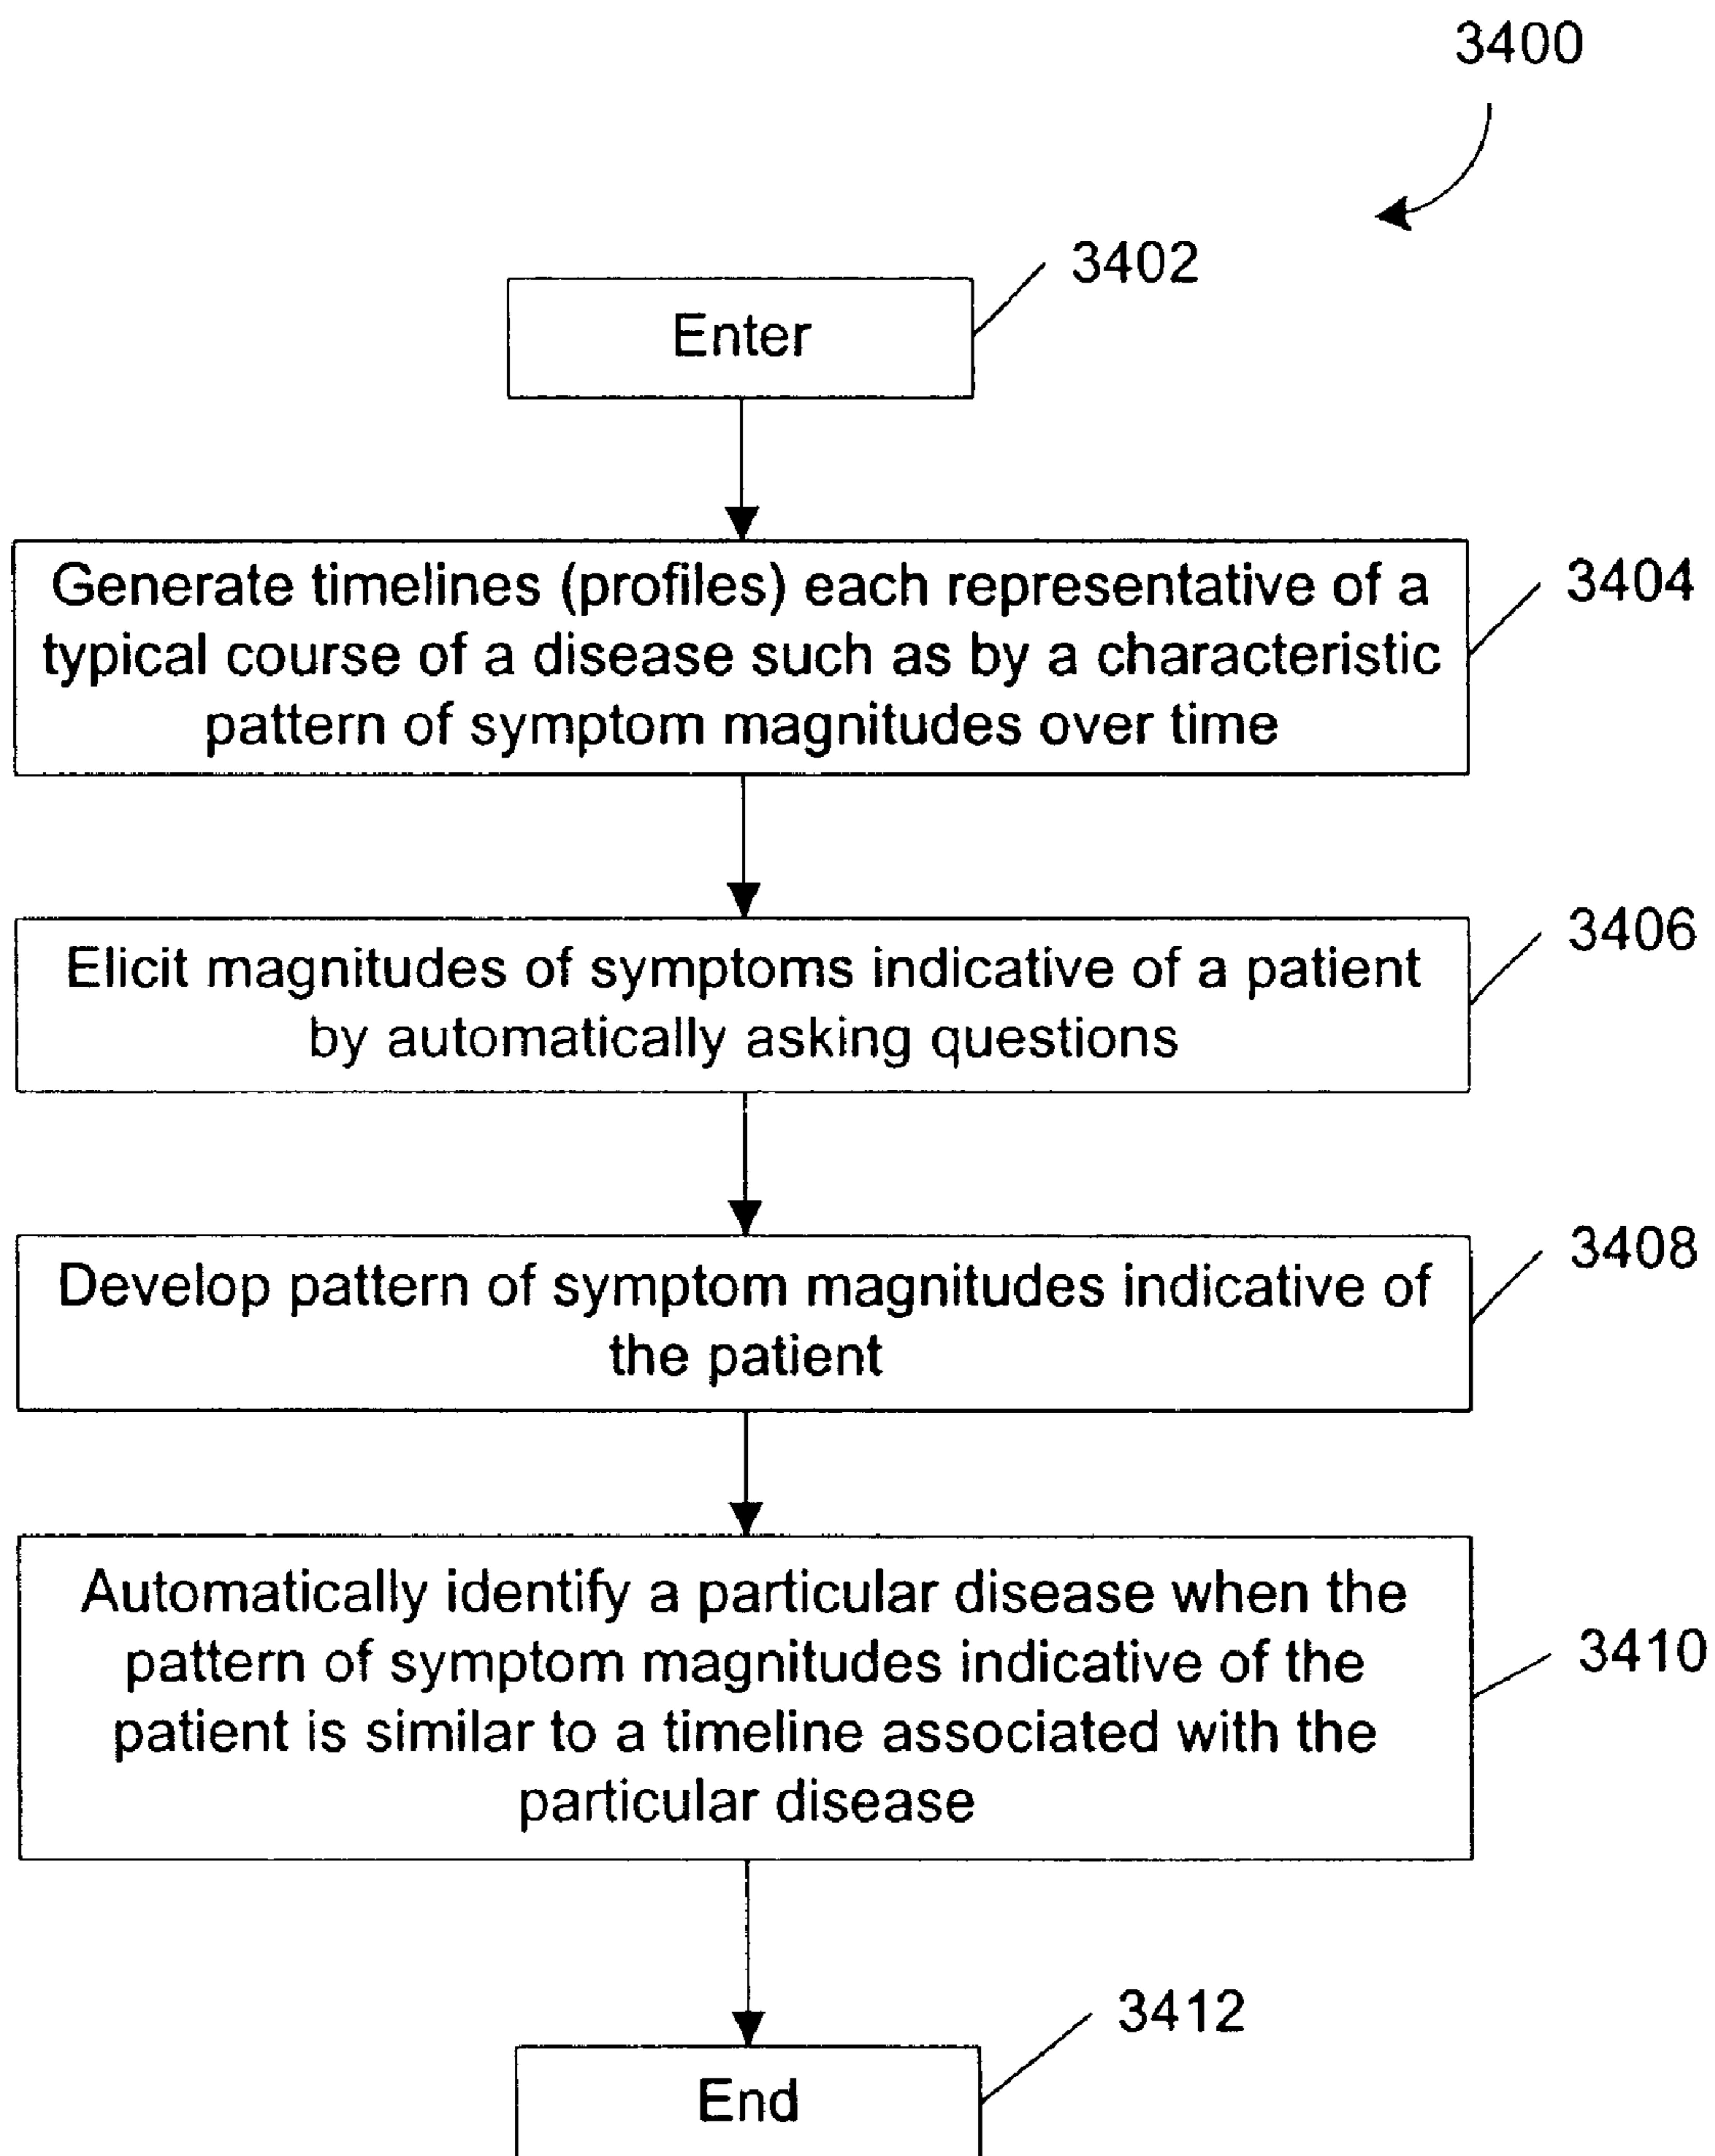 3400
3402
Enter
Generate timelines (profiles) each representative of a
typical course of a disease such as by a characteristic
pattern of symptom magnitudes over time
3404
Elicit magnitudes of symptoms indicative of a patient
by automatically asking questions
3406
Develop pattern of symptom magnitudes indicative of
the patient
3408
Automatically identify a particular disease when the
pattern of symptom magnitudes indicative of the
patient is similar to a timeline associated with the
particular disease
3410
3412
End